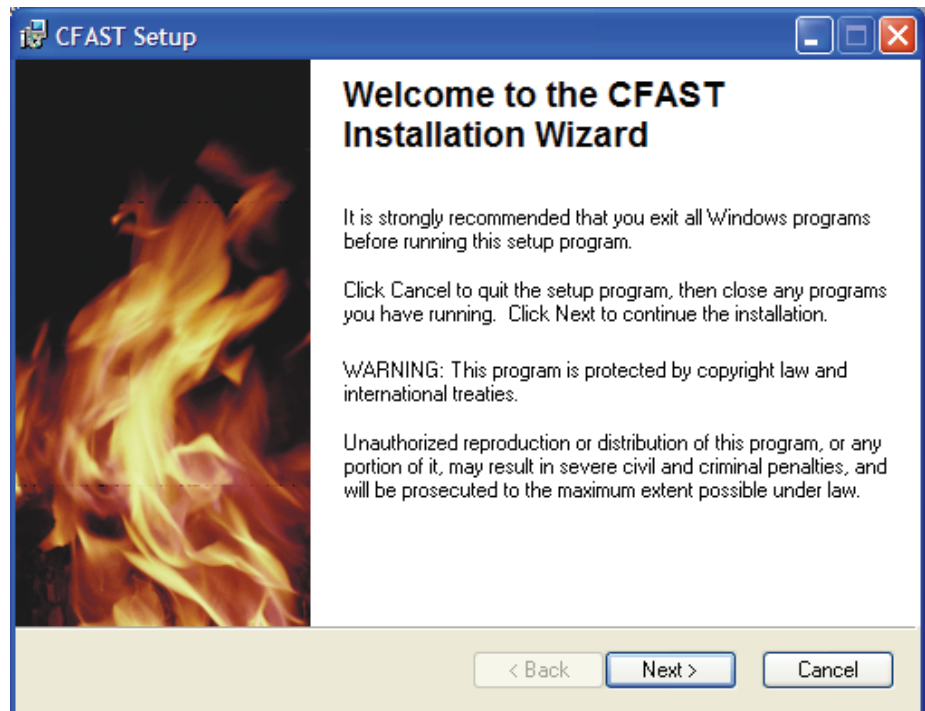 CFAST Setup
Welcome to the CFAST
Installation Wizard
It is strongly recommended that you exit all Windows programs
before running this setup program.
Click Cancel to quit the setup program, then close any programs
you have running.  Click Next to continue the installation.
WARNING: This program is protected by copyright law and
international treaties.
Unauthorized reproduction or distribution of this program, or any
portion of it, may result in severe civil and criminal penalties, and
will be prosecuted to the maximum extent possible under law.
< Back Next > Cancel